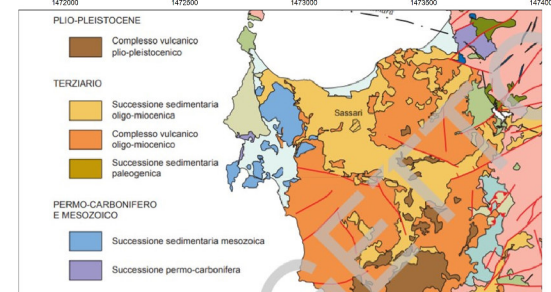 1472000 1472500 1473000 1473500 1474000
PLIO-PLEISTOCENE
Complesso vulcanico
plio-pleistocenico
TERZIARIO
Successione sedimentaria
oligo-miocenica
Complesso vulcanico
oligo-miocenico
Successione sedimentaria
paleogenica
PERMO-CARBONIFERO
E MESOZOICO
Successione sedimentaria mesozoica
Successione permo-carbonifera
Sassari